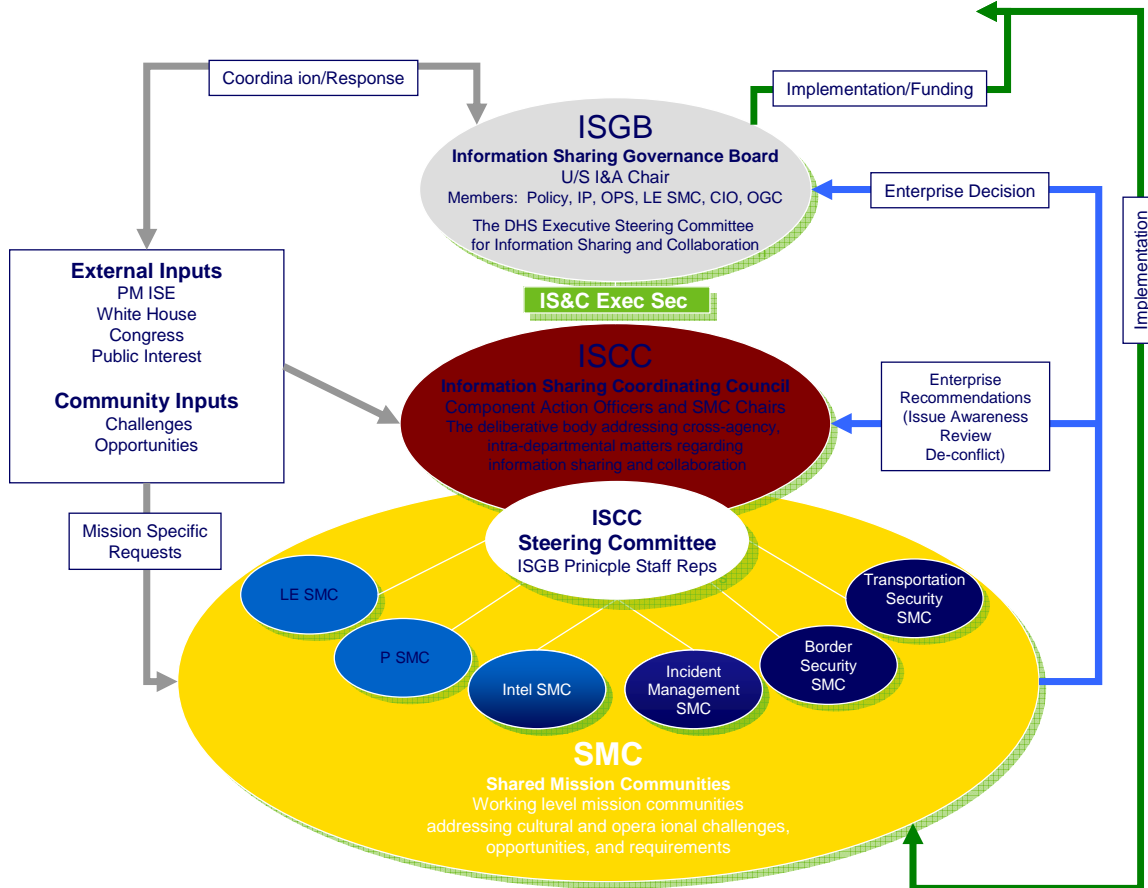 Coordina ion/Response
Implementation/Funding
ISGB
Information Sharing Governance Board
U/S I&A Chair
Members: Policy, IP, OPS, LE SMC, CIO, OGC
The DHS Executive Steering Committee
for Information Sharing and Collaboration
Enterprise Decision
Implementation
External Inputs
PM ISE
White House
Congress
Public Interest
Community Inputs
Challenges
Opportunities
IS&C Exec Sec
ISCC
Information Sharing Coordinating Council
Component Action Officers and SMC Chairs
The deliberative body addressing cross-agency,
intra-departmental matters regarding
information sharing and collaboration
Enterprise
Recommendations
(Issue Awareness
Review
De-conflict)
Mission Specific
Requests
ISCC
Steering Committee
ISGB Prinicple Staff Reps
LE SMC
P SMC
Intel SMC
Incident
Management
SMC
Border
Security
SMC
Transportation
Security
SMC
SMC
Shared Mission Communities
Working level mission communities
addressing cultural and opera ional challenges,
opportunities, and requirements